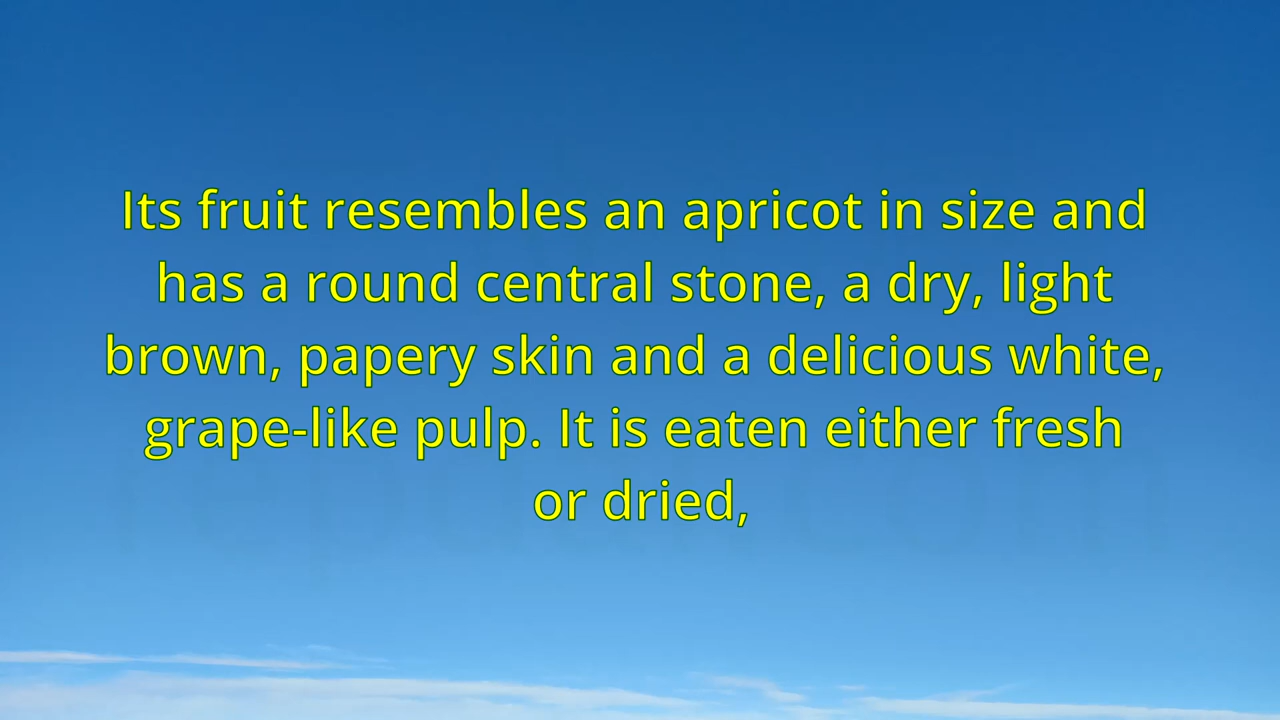 Its fruit resembles an apricot in size and
has a round central stone, a dry, light
brown, papery skin and a delicious white,
grape-like pulp. It is eaten either fresh
or dried,